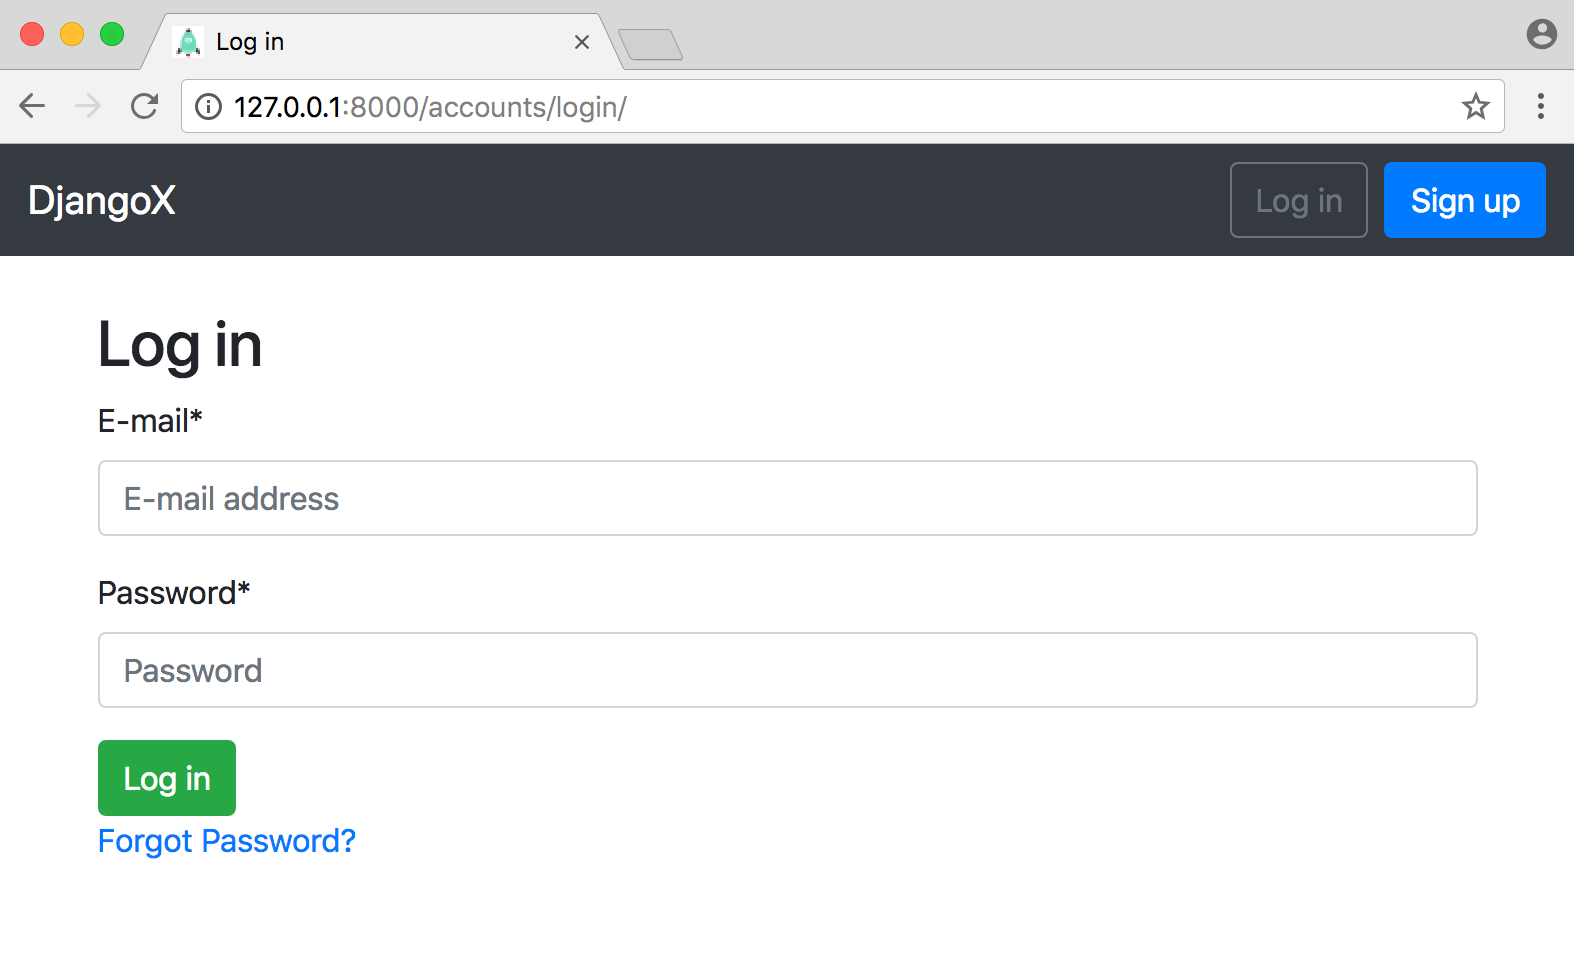 Log in
127.0.0.1:8000/accounts/login/
DjangoX
Log in
Sign up
Log in
E-mail*
E-mail address
Password*
Password
Log in
Forgot Password?